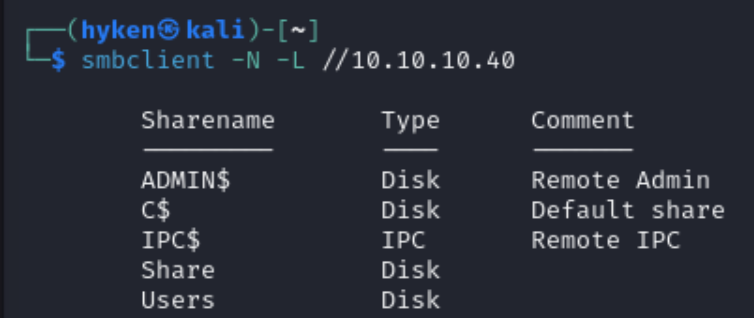 ┌──(hyken㉿kali)-[~]
└─$ smbclient -N -L //10.10.10.40
Sharename Type Comment
--------- ---- -------
ADMIN$ Disk Remote Admin
C$ Disk Default share
IPC$ IPC Remote IPC
Share Disk
Users Disk